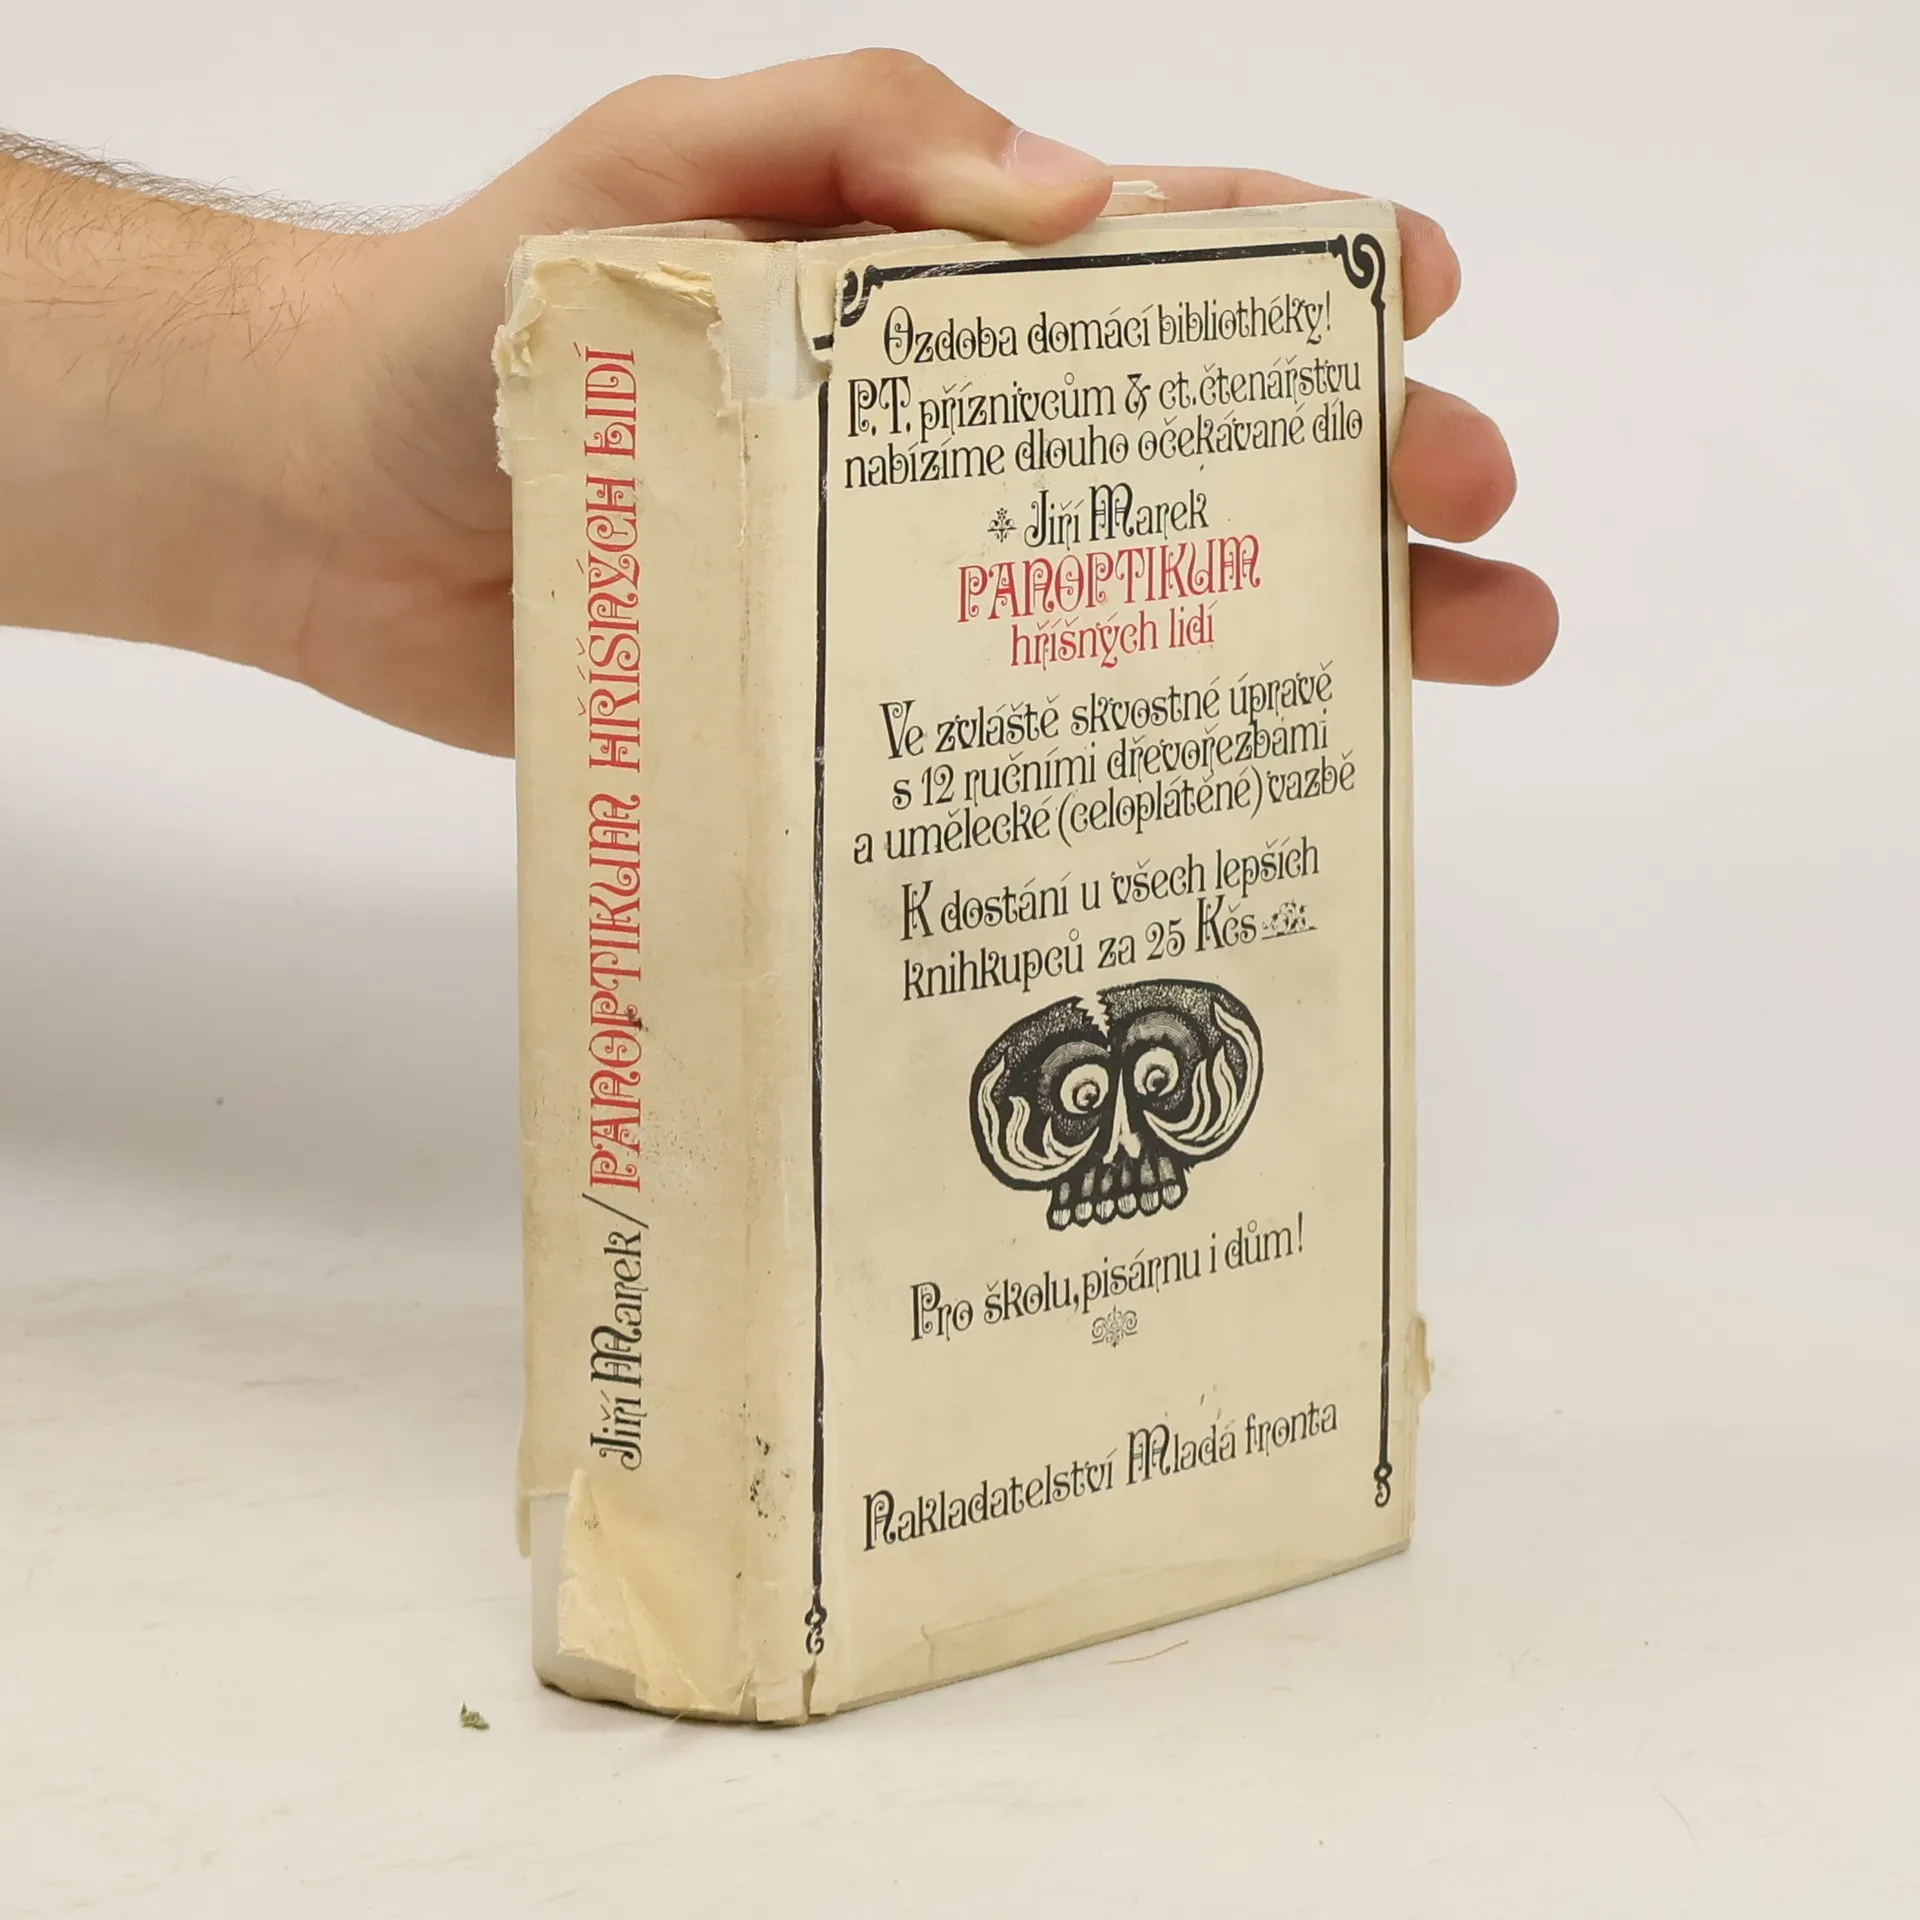 Jiří Marek/PANOPTIKUM HŘÍŠNÝCH LIDÍ
Ozdoba domácí bibliothéky!
P.T. příznivcům & ct. čtenářstvu
nabízíme dlouho očekávané dílo
Jiří Marek
PANOPTIKUM
hříšných lidí
Ve zvláště skvostné úpravě
s 12 ručními dřevořezbami
a umělecké (celoplátěné) vazbě
K dostání u všech lepších
knihkupců za 25 Kčs
Pro školu, pisárnu i dům!
Nakladatelství Mladá fronta